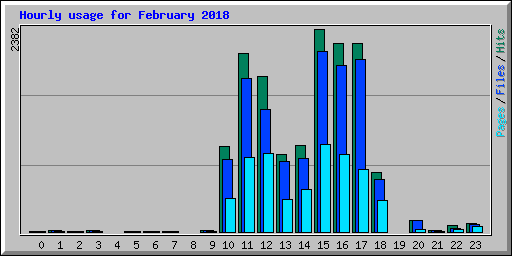 Hourly usage for February 2018
2382
Pages / Files / Hits
0 1 2 3 4 5 6 7 8 9 10 11 12 13 14 15 16 17 18 19 20 21 22 23